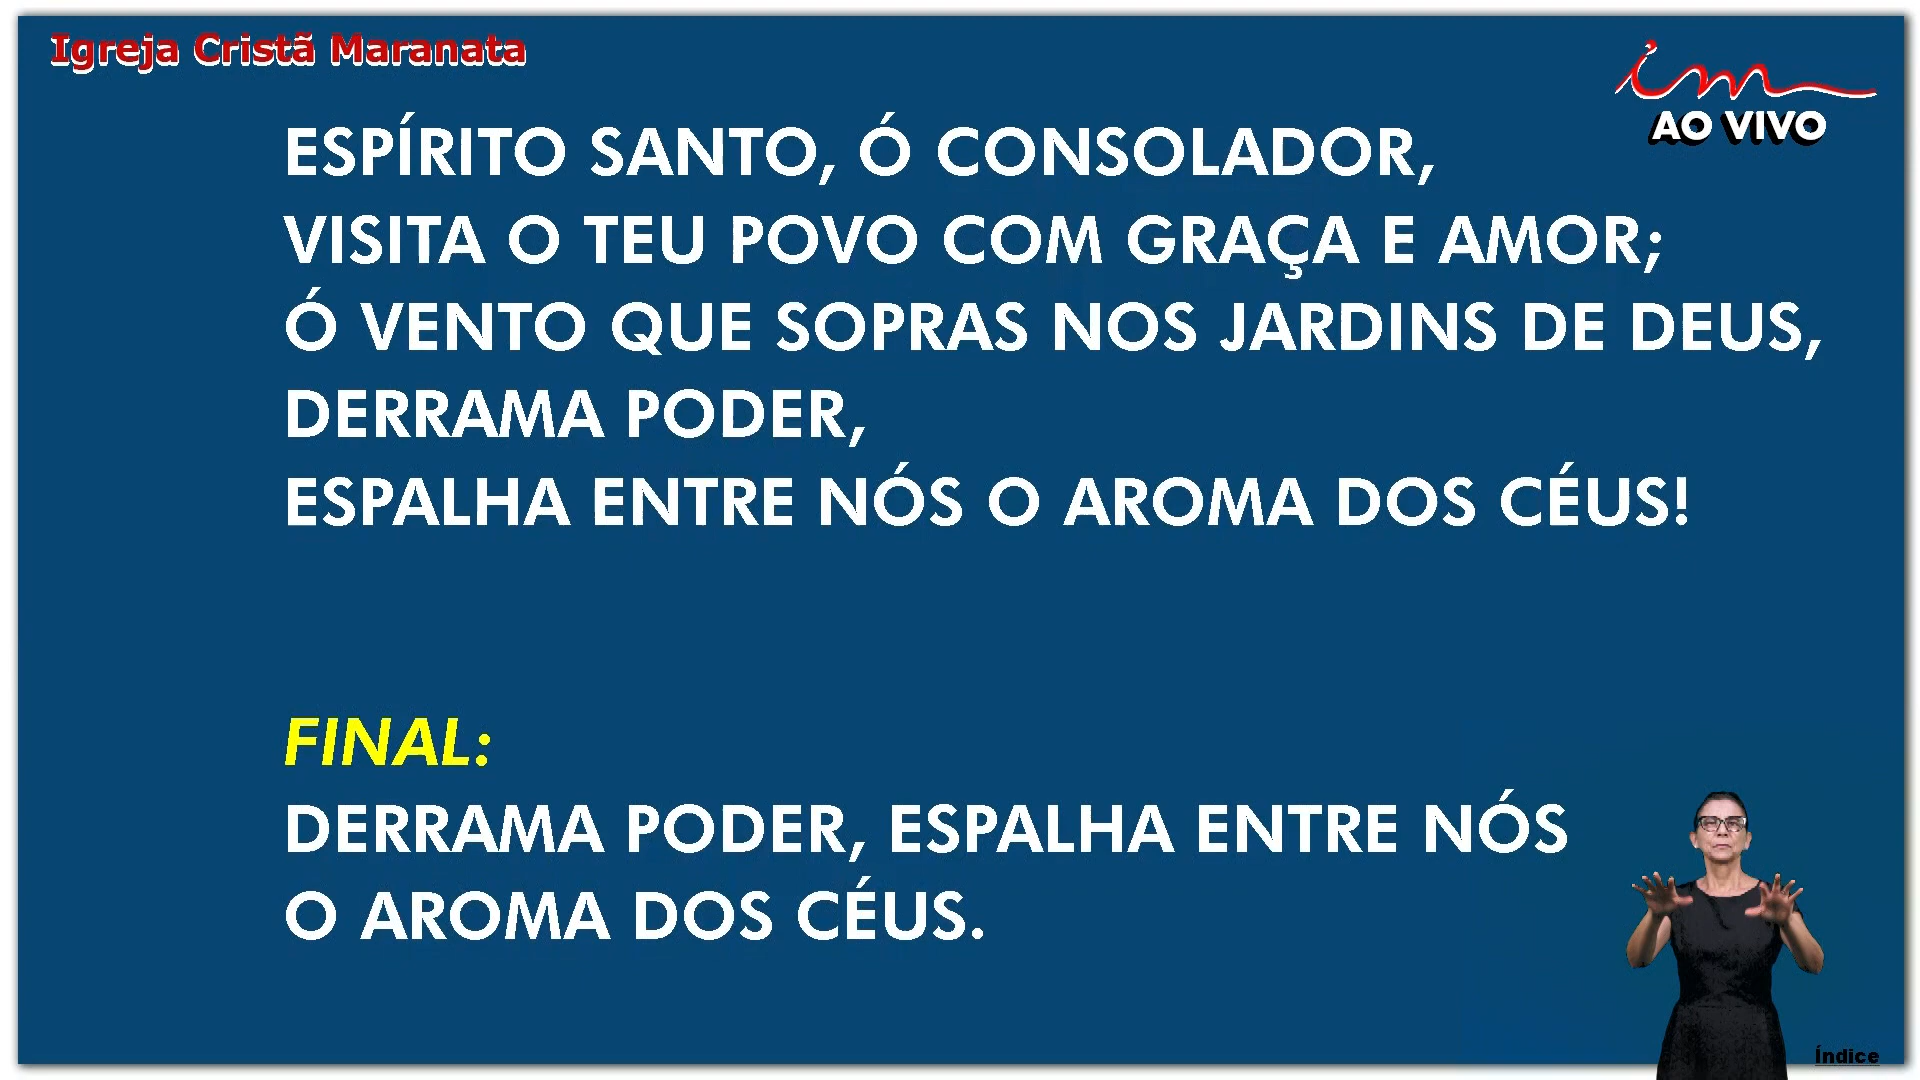 Igreja Cristã Maranata
im
AO VIVO
ESPÍRITO SANTO, Ó CONSOLADOR,
VISITA O TEU POVO COM GRAÇA E AMOR;
Ó VENTO QUE SOPRAS NOS JARDINS DE DEUS,
DERRAMA PODER,
ESPALHA ENTRE NÓS O AROMA DOS CÉUS!
FINAL:
DERRAMA PODER, ESPALHA ENTRE NÓS
O AROMA DOS CÉUS.
Índice